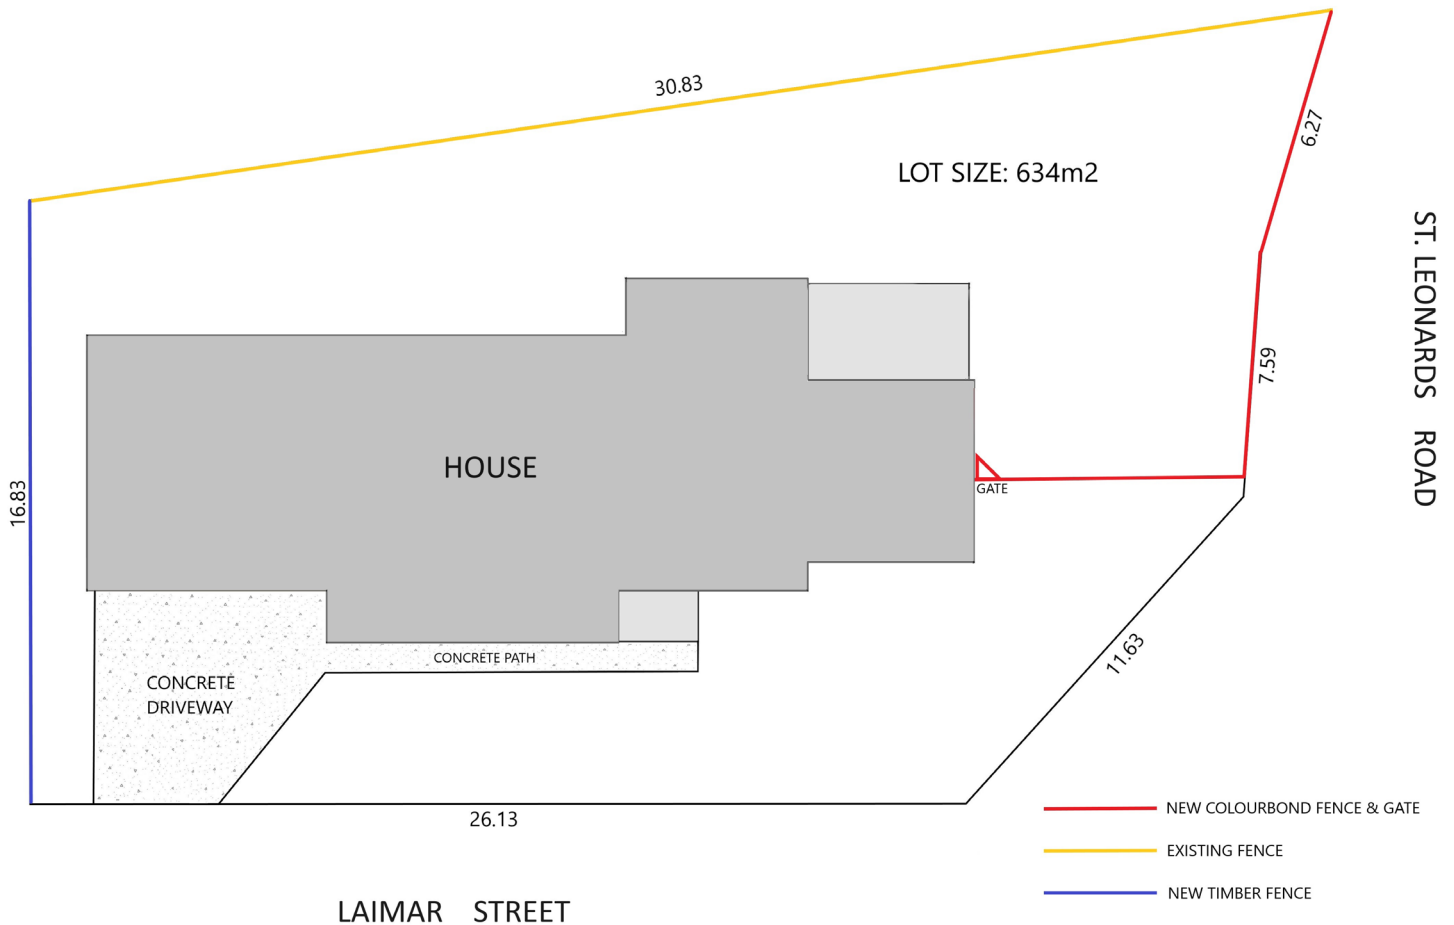 30.83
6.27
LOT SIZE: 634m2
ST. LEONARDS ROAD
7.59
HOUSE
GATE
16.83
CONCRETE PATH
11.63
CONCRETE
DRIVEWAY
26.13
NEW COLOURBOND FENCE & GATE
EXISTING FENCE
NEW TIMBER FENCE
LAIMAR STREET